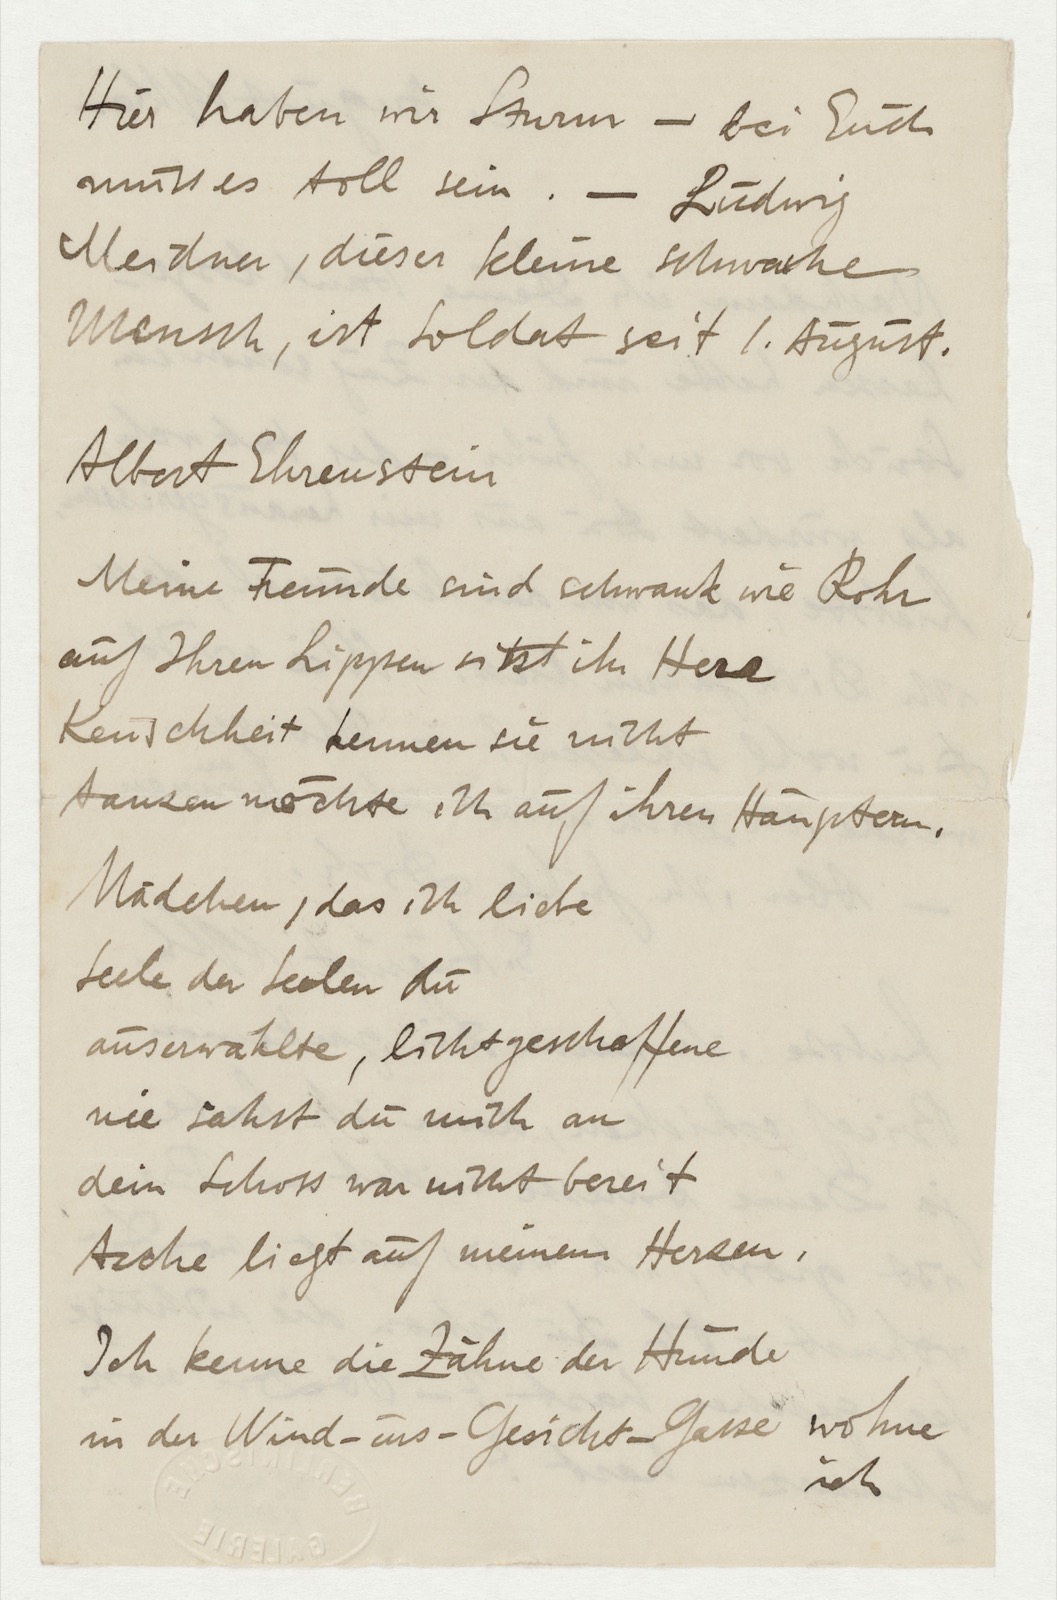 Hier haben wir Sturm – bei Euch
muss es toll sein. – Ludwig
Meidner, dieser kleine schwache
Mensch, ist Soldat seit 1. August.
Albert Ehrenstein
Meine Freunde sind schwank wie Rohr
auf Ihren Lippen sitzt ihr Herz
Keuschheit kennen sie nicht
tanzen möchte ich auf ihren Häuptern.
Mädchen, das ich liebe
Seele der Seelen du
auserwählte, lichtgeschaffene
nie sahst du mich an
dein Schoss war nicht bereit
Asche liegt auf meinem Herzen.
Ich kenne die Zähne der Hunde
in der Wind-ins-Gesicht-Gasse wohne
ich
BERLINISCHE
GALERIE